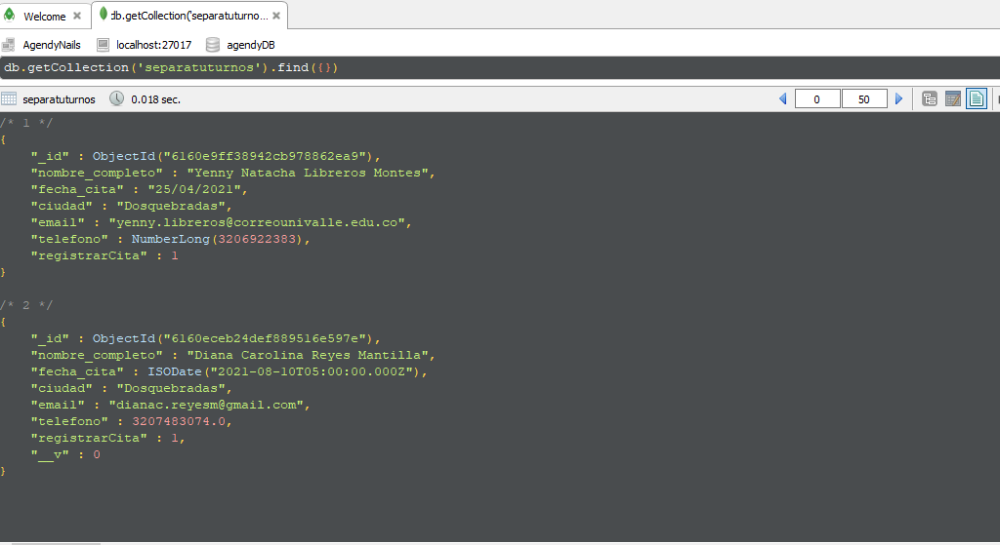 Welcome
db.getCollection('separatuturno...
AgendyNails localhost:27017 agendyDB
db.getCollection('separatuturnos').find({})
separatuturnos 0.018 sec. 0 50
/* 1 */
{
"_id" : ObjectId("6160e9ff38942cb978862ea9"),
"nombre_completo" : "Yenny Natacha Libreros Montes",
"fecha_cita" : "25/04/2021",
"ciudad" : "Dosquebradas",
"email" : "yenny.libreros@correounivalle.edu.co",
"telefono" : NumberLong(3206922383),
"registrarCita" : 1
}
/* 2 */
{
"_id" : ObjectId("6160eceb24def889516e597e"),
"nombre_completo" : "Diana Carolina Reyes Mantilla",
"fecha_cita" : ISODate("2021-08-10T05:00:00.000Z"),
"ciudad" : "Dosquebradas",
"email" : "dianac.reyesm@gmail.com",
"telefono" : 3207483074.0,
"registrarCita" : 1,
"__v" : 0
}